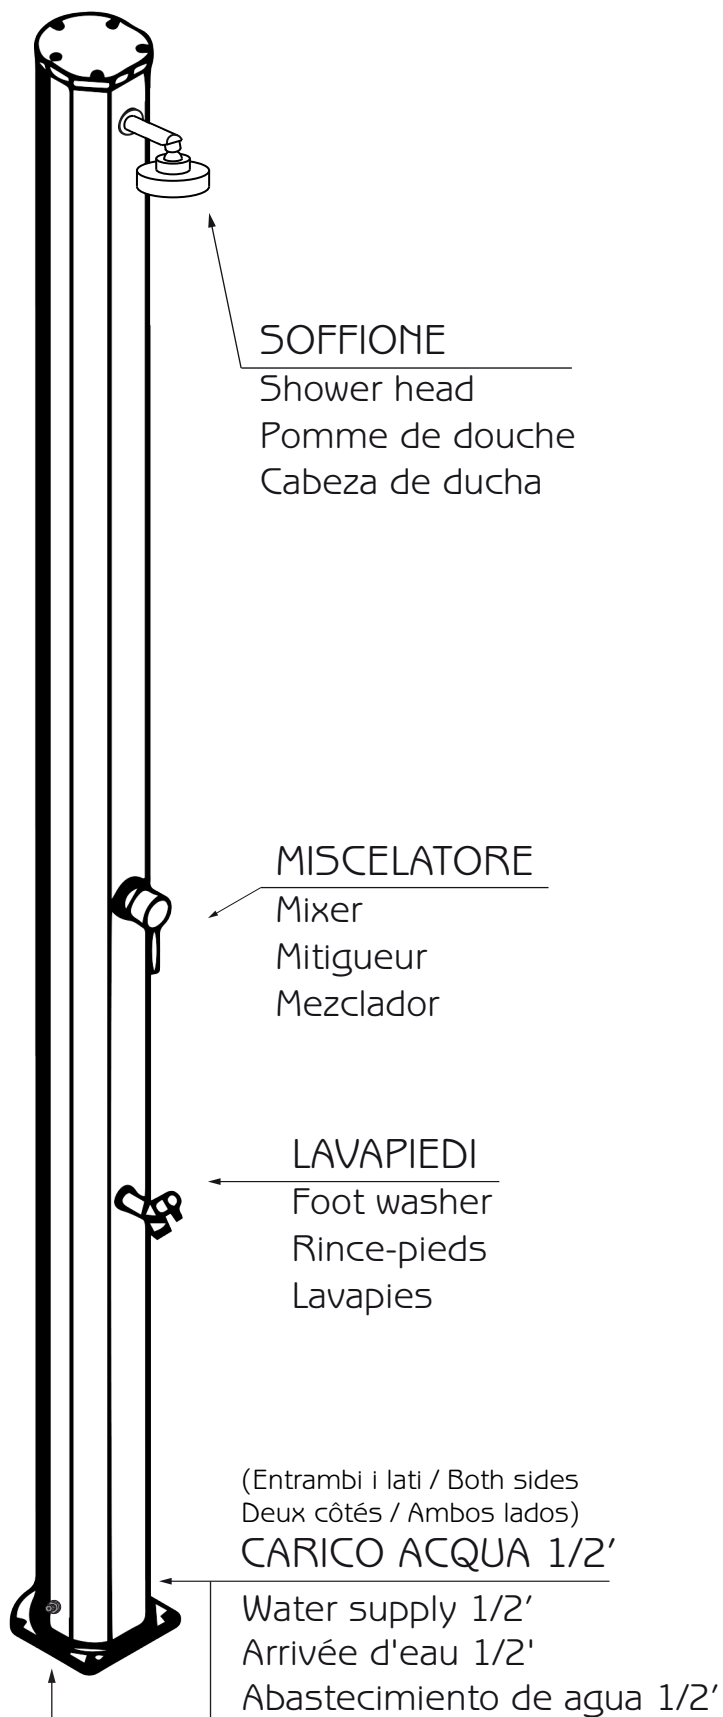 SOFFIONE
Shower head
Pomme de douche
Cabeza de ducha
MISCELATORE
Mixer
Mitigueur
Mezclador
LAVAPIEDI
Foot washer
Rince-pieds
Lavapies
(Entrambi i lati / Both sides
Deux côtés / Ambos lados)
CARICO ACQUA 1/2'
Water supply 1/2'
Arrivée d'eau 1/2'
Abastecimiento de agua 1/2'